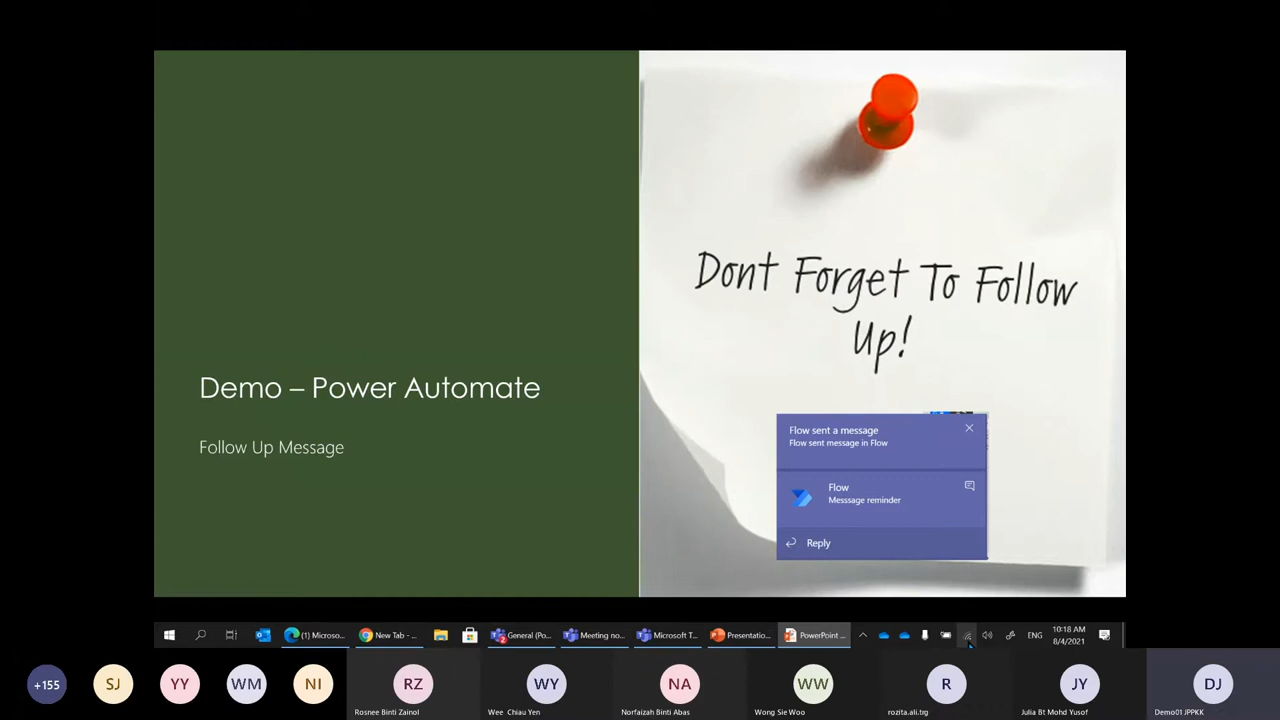 Dont Forget To Follow
Up!
Demo – Power Automate
Follow Up Message
Flow sent a message
Flow sent message in Flow
Flow
Messsage reminder
Reply
(1) Microso...
New Tab - ...
General (Po...
Meeting no...
Microsoft T...
Presentatio...
PowerPoint ...
ENG
10:18 AM
8/4/2021
+155
SJ
YY
WM
NI
RZ
WY
NA
WW
R
JY
DJ
Rosnee Binti Zainol
Wee Chiau Yen
Norfaizah Binti Abas
Wong Sie Woo
rozita.ali.trg
Julia Bt Mohd Yusof
Demo01 JPPKK